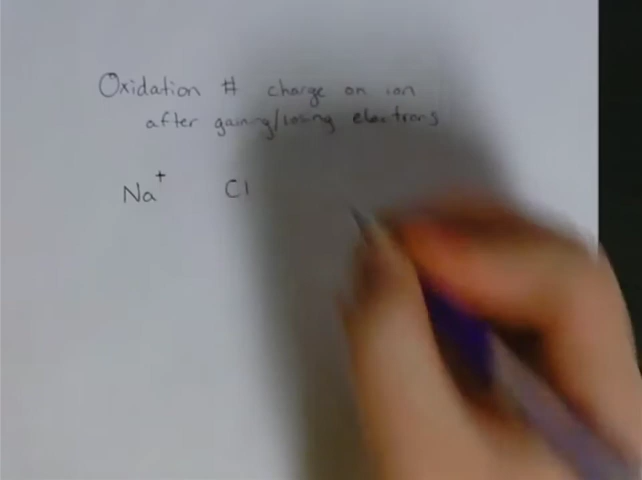 Oxidation # charge on ion
after gaining/losing electrons
Na⁺ Cl